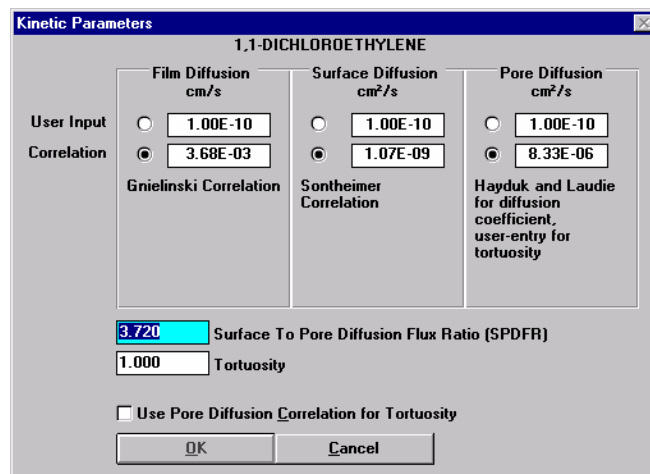 Kinetic Parameters
1,1-DICHLOROETHYLENE
Film Diffusion Surface Diffusion Pore Diffusion
cm/s cm²/s cm²/s
User Input 1.00E-10 1.00E-10 1.00E-10
Correlation 3.68E-03 1.07E-09 8.33E-06
Gnielinski Correlation
Sontheimer
Correlation
Hayduk and Laudie
for diffusion
coefficient,
user-entry for
tortuosity
3.720 Surface To Pore Diffusion Flux Ratio (SPDFR)
1.000 Tortuosity
Use Pore Diffusion Correlation for Tortuosity
OK Cancel